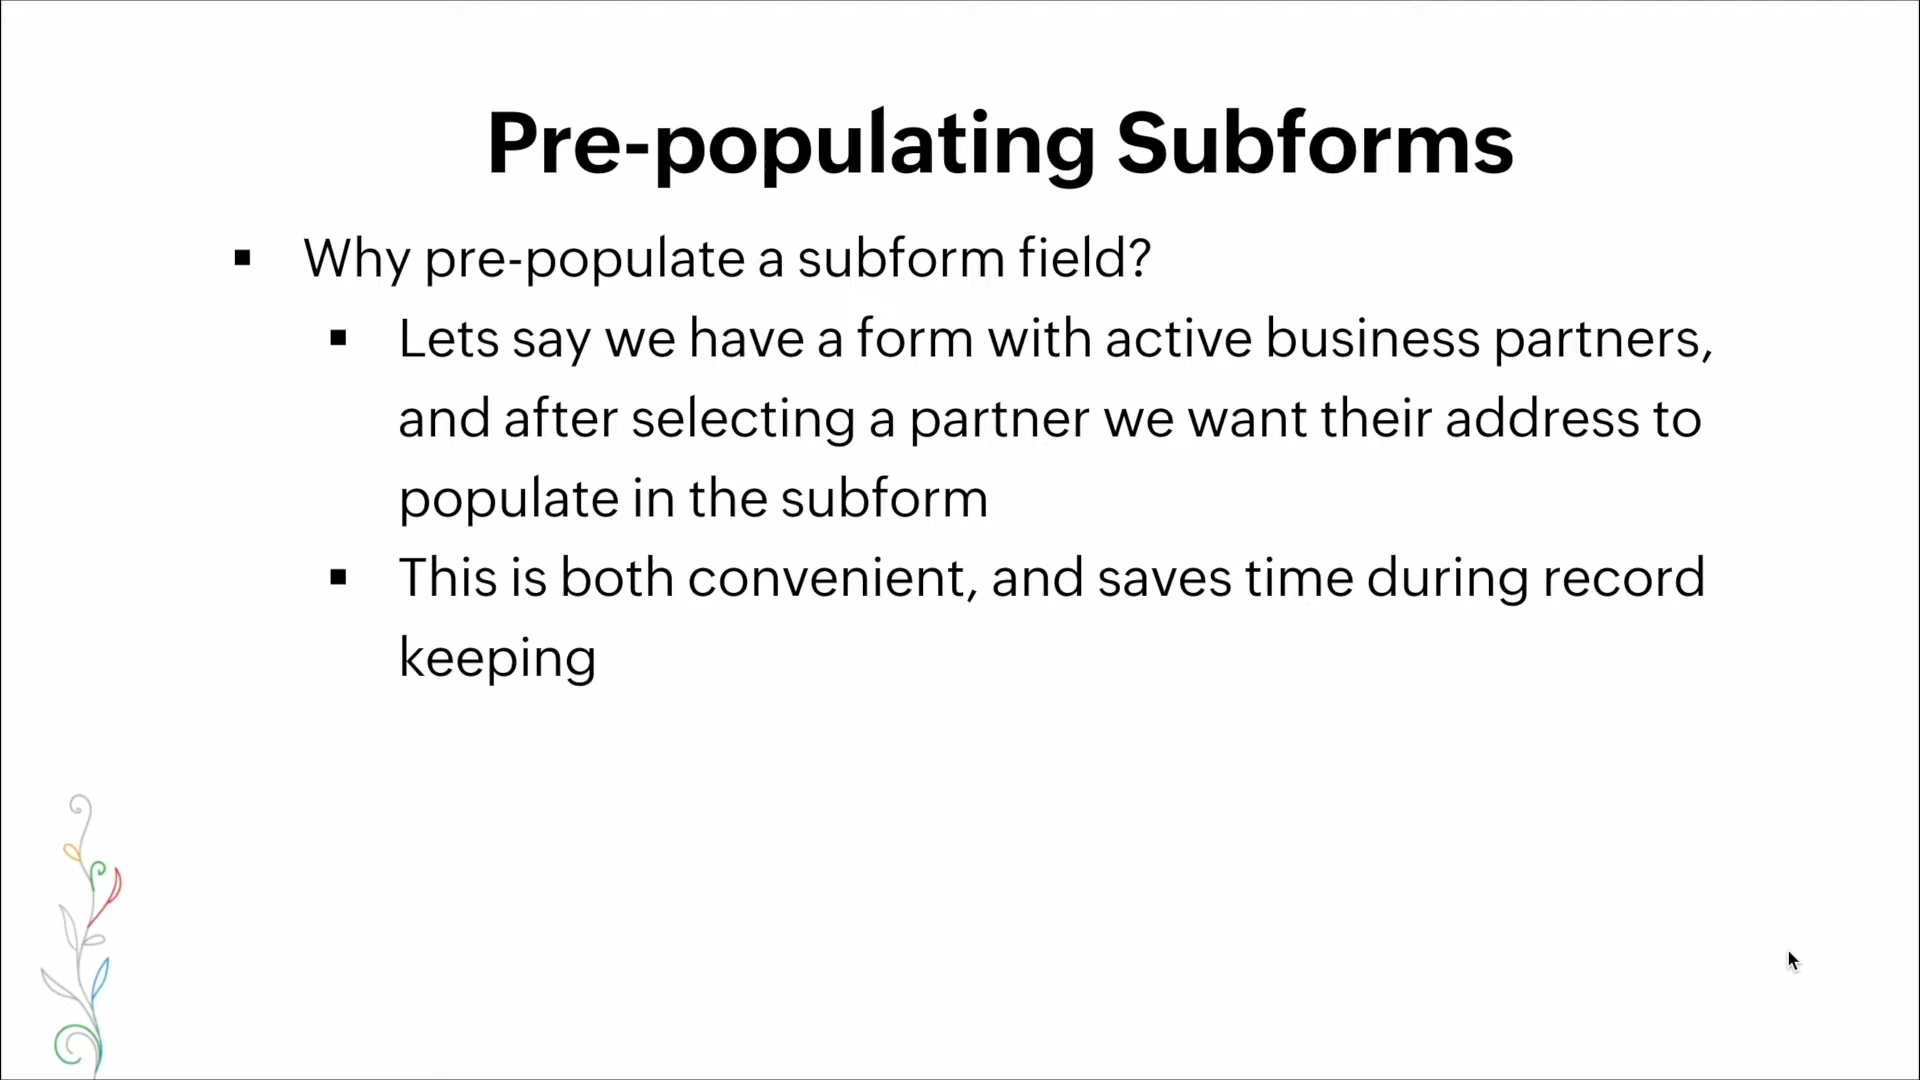 Pre-populating Subforms
▪ Why pre-populate a subform field?
▪ Lets say we have a form with active business partners,
and after selecting a partner we want their address to
populate in the subform
▪ This is both convenient, and saves time during record
keeping